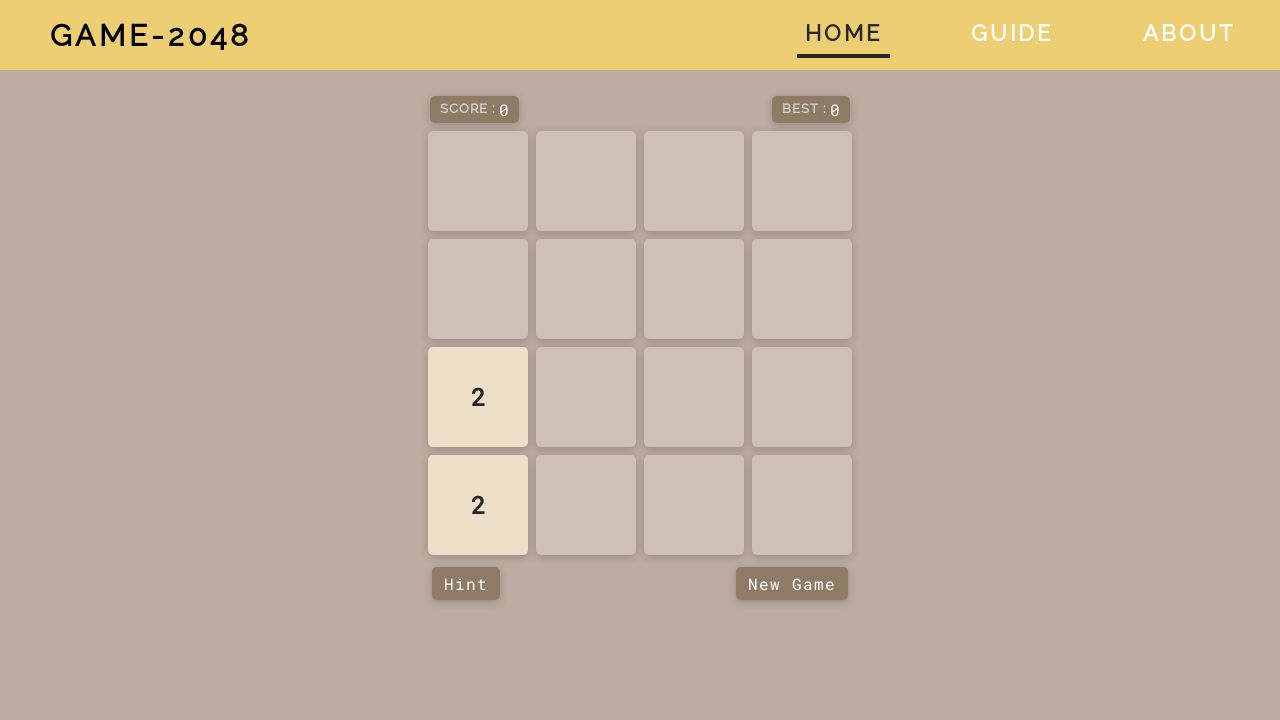 GAME-2048 HOME GUIDE ABOUT
SCORE : 0 BEST : 0
2
2
Hint New Game